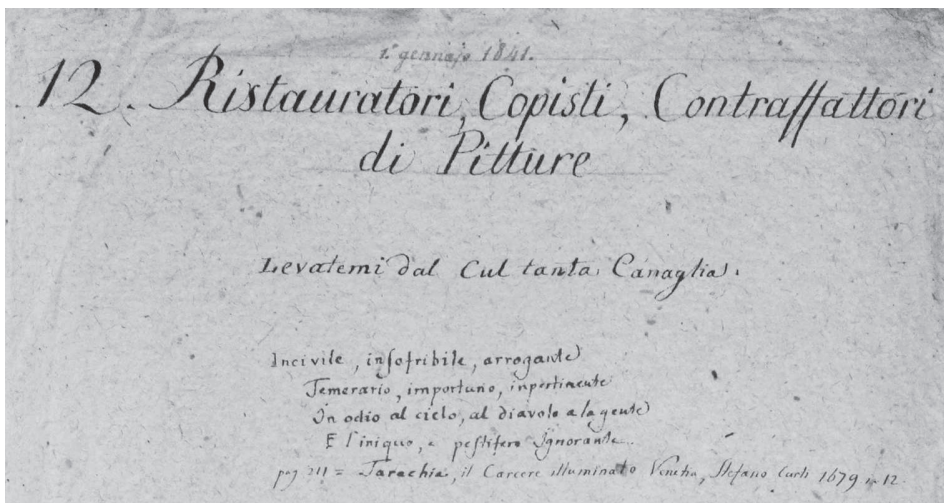 1.° gennajo 1841.
12. Ristauratori, Copisti, Contraffattori
di Pitture
Levatemi dal Cul tanta Canaglia.
Incivile, insofribile, arrogante
Temerario, importuno, inpertinente
In odio al cielo, al diavolo a la gente
E l'iniquo, e pestifero Ignorante..
pag 211 = Tarachia, il Carcere illuminato Venetia, Stefano Curti 1679 in 12.